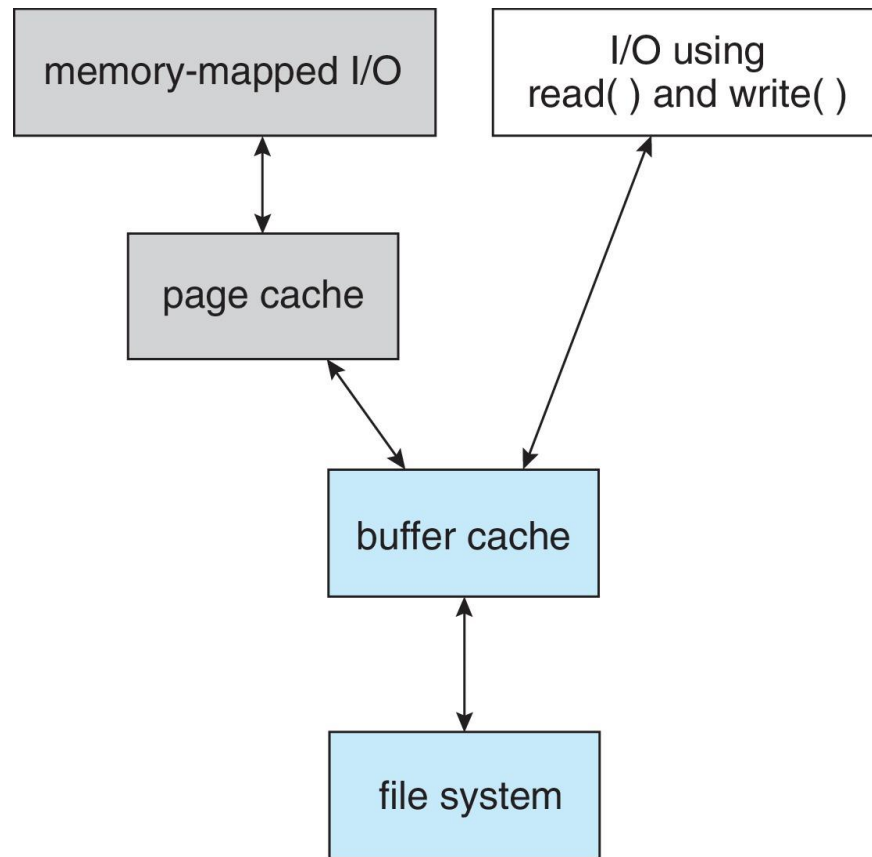 memory-mapped I/O
I/O using
read( ) and write( )
page cache
buffer cache
file system